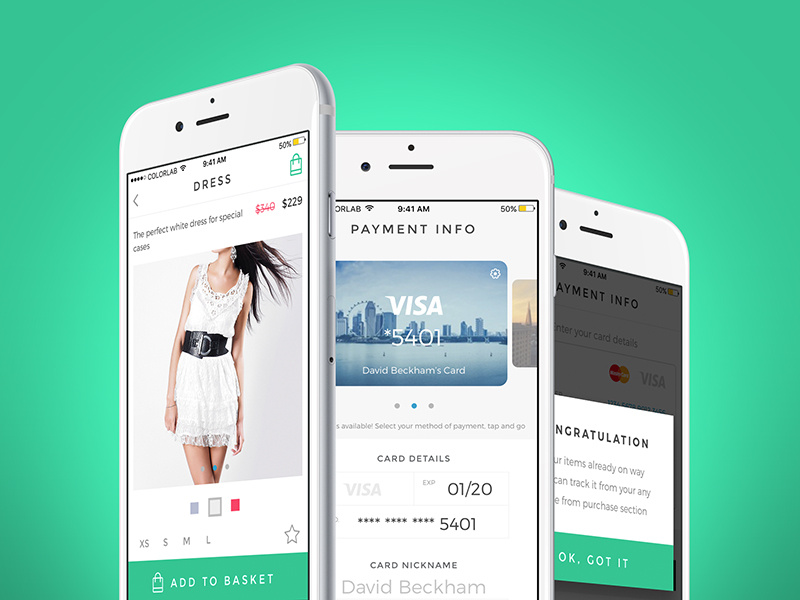 50%
COLORLAB 9:41 AM
DRESS
$340 $229
The perfect white dress for special
cases
XS S M L
ADD TO BASKET
ORLAB 9:41 AM 50%
PAYMENT INFO
VISA
*5401
David Beckham's Card
s available! Select your method of payment, tap and go
CARD DETAILS
VISA EXP 01/20
**** **** **** 5401
CARD NICKNAME
David Beckham
9:41 AM 50%
PAYMENT INFO
nter your card details
VISA
NGRATULATION
ur items already on way
can track it from your any
e from purchase section
OK, GOT IT